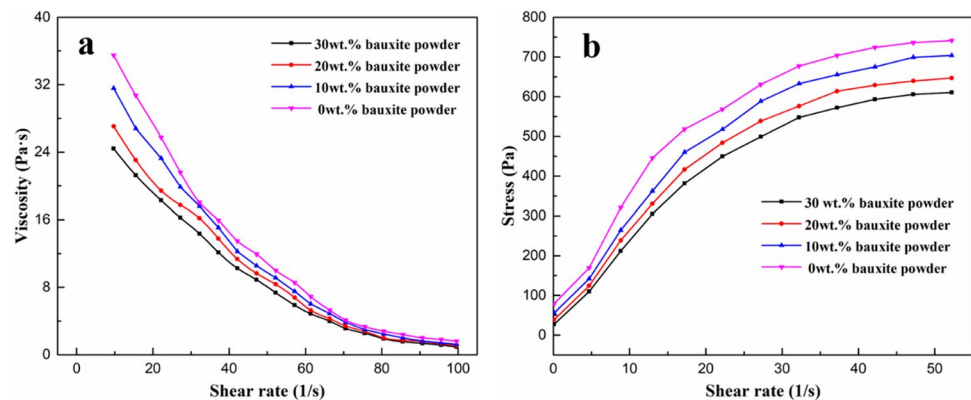 a
30wt.% bauxite powder
20wt.% bauxite powder
10wt.% bauxite powder
0wt.% bauxite powder
Viscosity (Pa·s)
40
32
24
16
8
0
0
20
40
60
80
100
Shear rate (1/s)
b
30 wt.% bauxite powder
20wt.% bauxite powder
10wt.% bauxite powder
0wt.% bauxite powder
Stress (Pa)
800
700
600
500
400
300
200
100
0
0
10
20
30
40
50
Shear rate (1/s)